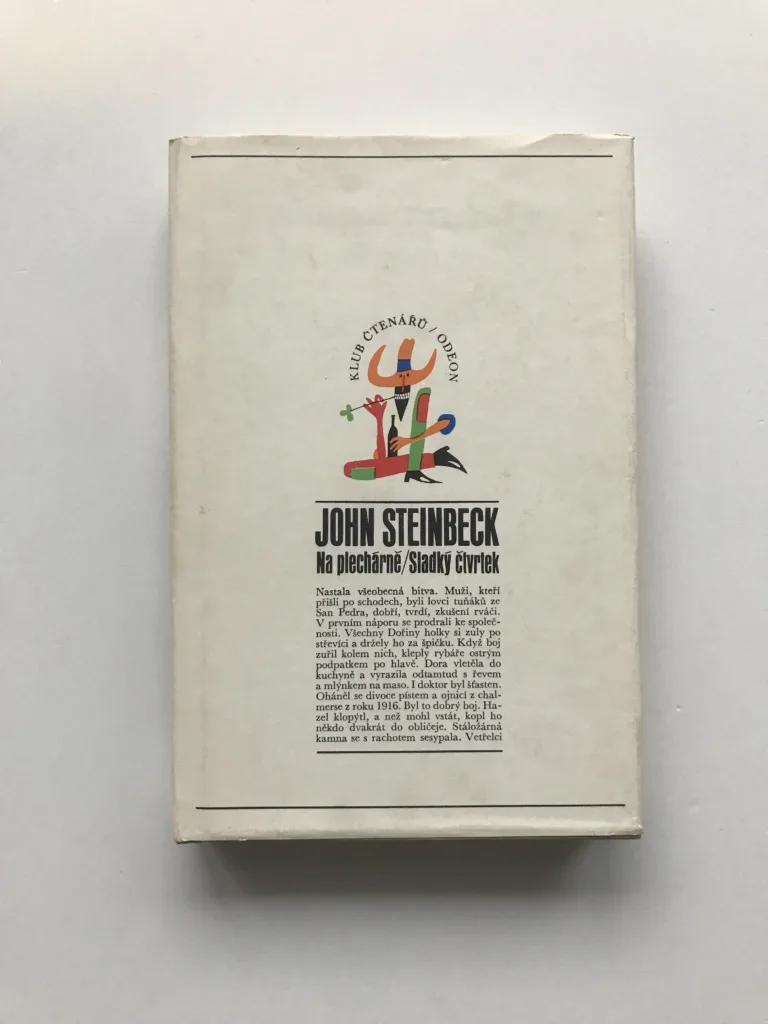 KLUB ČTENÁŘŮ / ODEON
JOHN STEINBECK
Na plechárně/Sladký čtvrtek
Nastala všeobecná bitva. Muži, kteří
přišli po schodech, byli lovci tuňáků ze
San Pedra, dobří, tvrdí, zkušení rváči.
V prvním náporu se prodrali ke společ-
nosti. Všechny Dořiny holky si zuly po
střevíci a držely ho za špičku. Když boj
zuřil kolem nich, kleply rybáře ostrým
podpatkem po hlavě. Dora vletěla do
kuchyně a vyrazila odtamtud s řevem
a mlýnkem na maso. I doktor byl šťasten.
Oháněl se divoce pístem a ojnicí z chal-
merse z roku 1916. Byl to dobrý boj. Ha-
zel klopýtl, a než mohl vstát, kopl ho
někdo dvakrát do obličeje. Stáložárná
kamna se s rachotem sesypala. Vetřelci